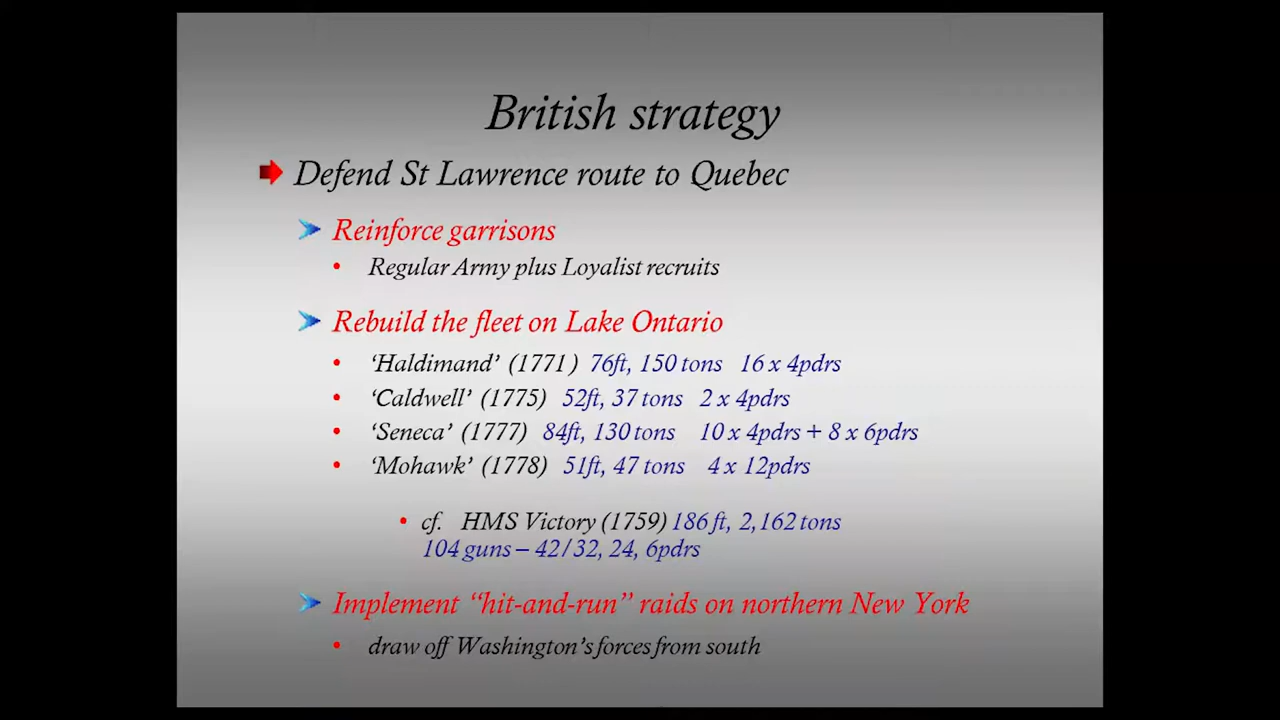 British strategy
Defend St Lawrence route to Quebec
Reinforce garrisons
• Regular Army plus Loyalist recruits
Rebuild the fleet on Lake Ontario
• ‘Haldimand’ (1771) 76ft, 150 tons 16 x 4pdrs
• ‘Caldwell’ (1775) 52ft, 37 tons 2 x 4pdrs
• ‘Seneca’ (1777) 84ft, 130 tons 10 x 4pdrs + 8 x 6pdrs
• ‘Mohawk’ (1778) 51ft, 47 tons 4 x 12pdrs
• cf. HMS Victory (1759) 186 ft, 2,162 tons
104 guns – 42/32, 24, 6pdrs
Implement “hit-and-run” raids on northern New York
• draw off Washington’s forces from south